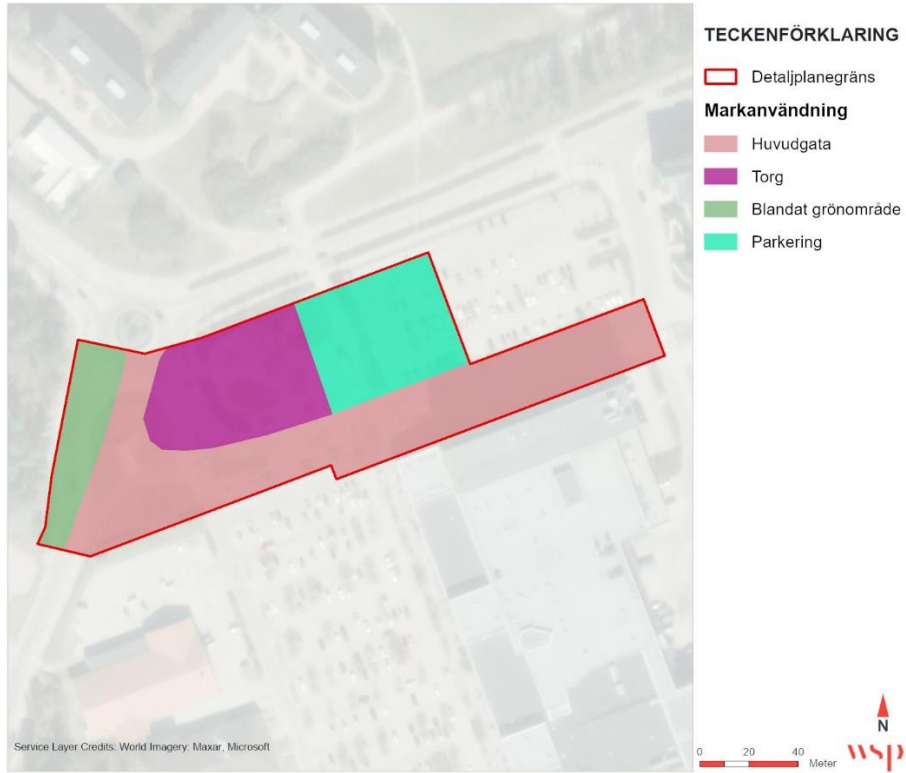 TECKENFÖRKLARING
Detaljplanegräns
Markanvändning
Huvudgata
Torg
Blandat grönområde
Parkering
N
0 20 40 Meter
wsp
Service Layer Credits: World Imagery: Maxar, Microsoft